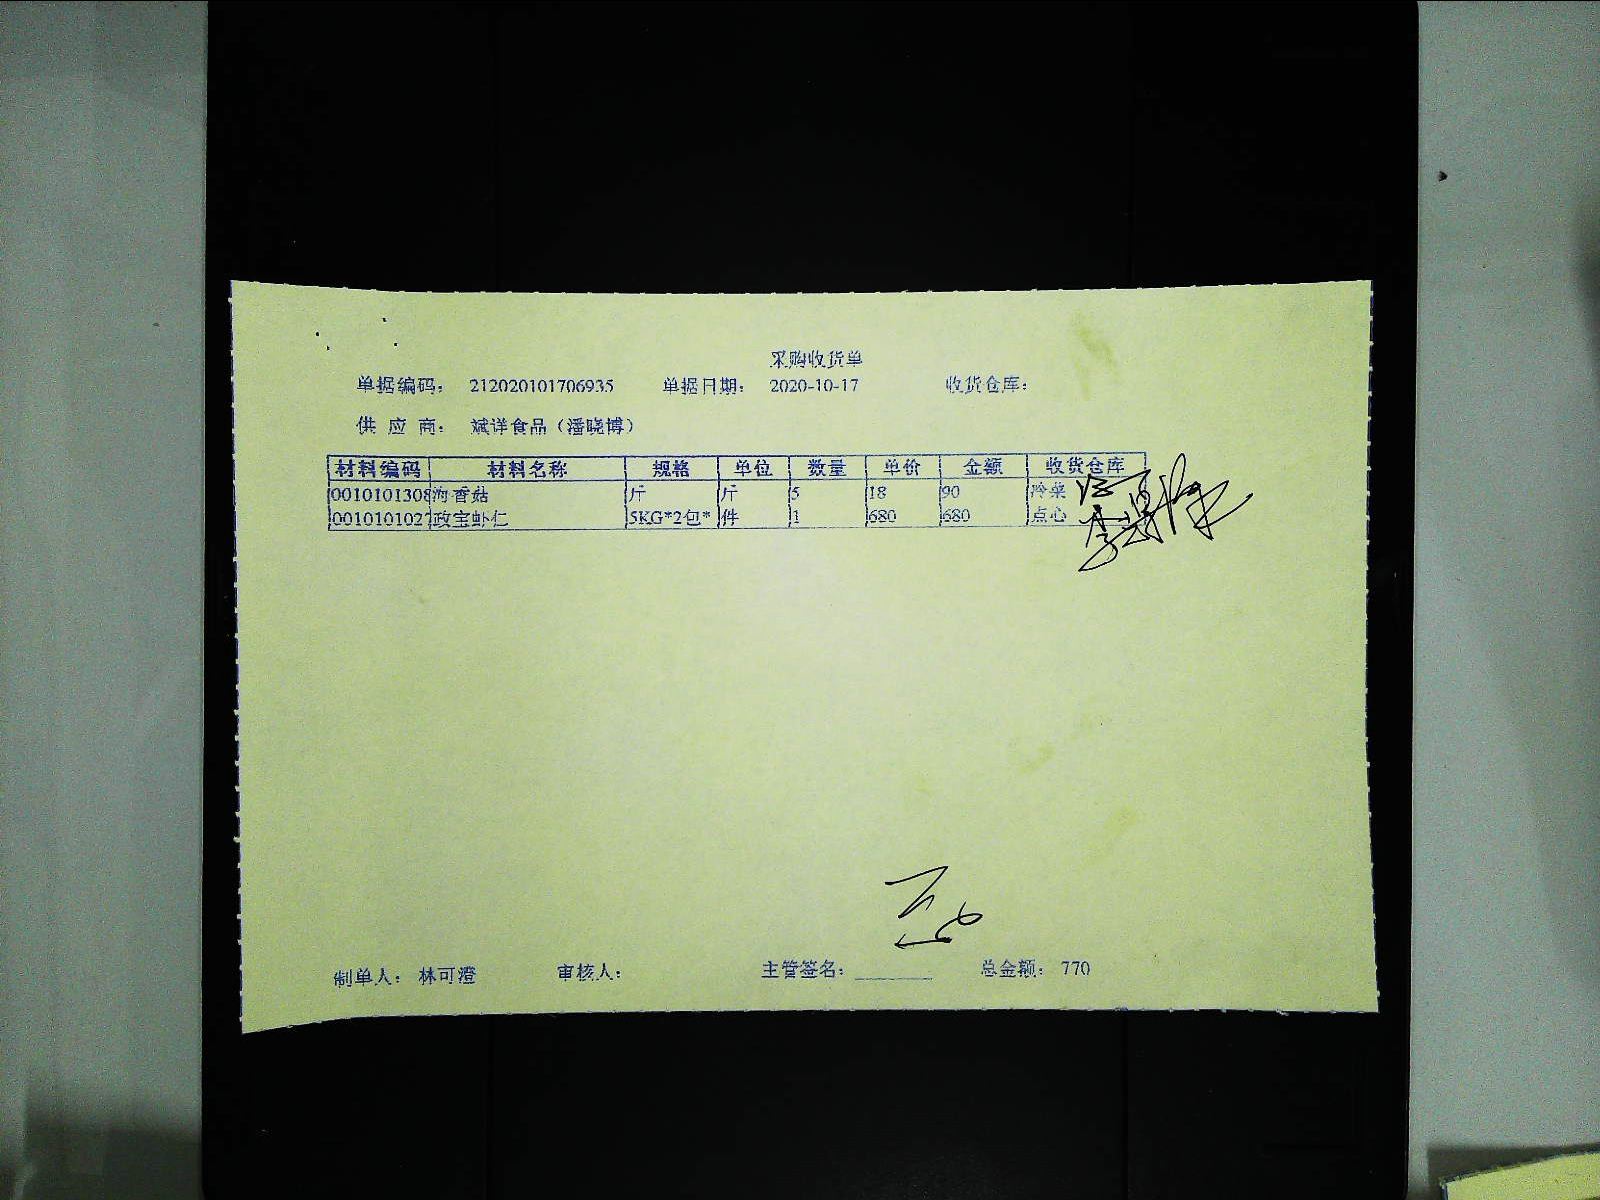 采购收货单
单据编码： 212020101706935 单据日期： 2020-10-17 收货仓库：
供 应 商： 斌洋食品（潘晓博）
材料编码 材料名称 规格 单位 数量 单价 金额 收货仓库
0010101308 海香菇 斤 斤 5 18 90 冷菜
0010101027 政宝虾仁 5KG*2包* 件 1 680 680 点心
制单人： 林可澄 审核人： 主管签名：________ 总金额： 770